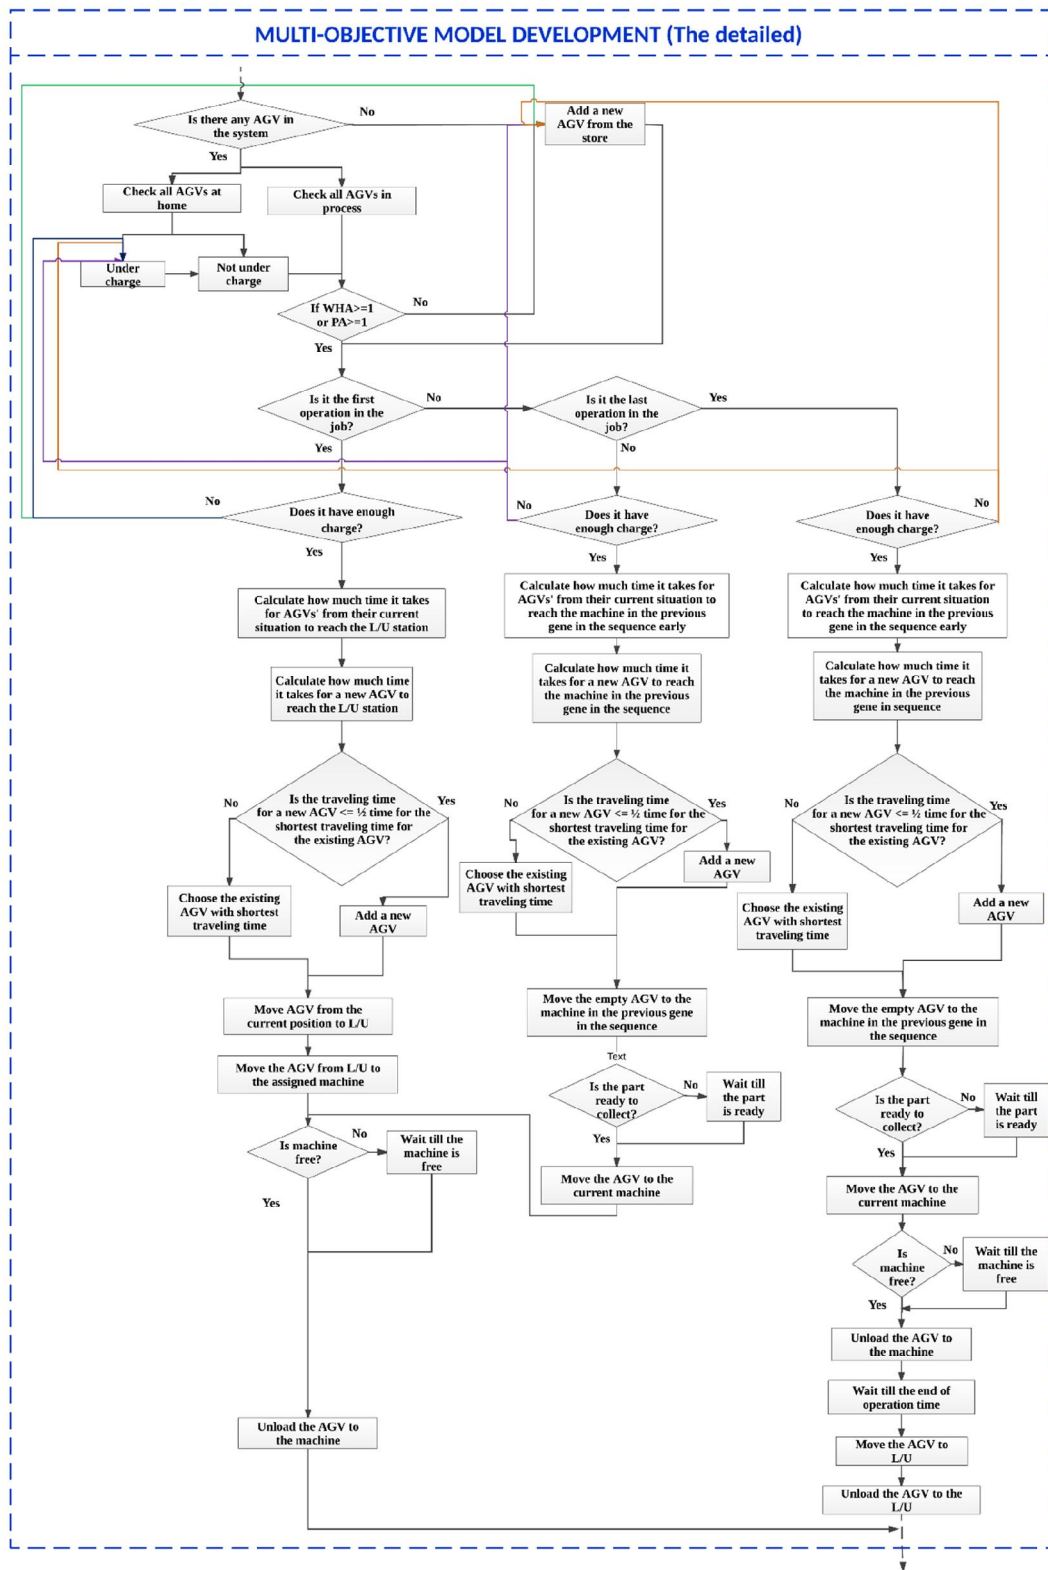 MULTI-OBJECTIVE MODEL DEVELOPMENT (The detailed)
Is there any AGV in
the system
No
Add a new
AGV from the
store
Yes
Check all AGVs at
home
Check all AGVs in
process
Under
charge
Not under
charge
If WHA>=1
or PA>=1
No
Yes
Is it the first
operation in the
job?
No
Is it the last
operation in the
job?
Yes
Yes
No
No
Does it have enough
charge?
No
Does it have
enough charge?
No
Does it have
enough charge?
Yes
Yes
Yes
Calculate how much time it takes
for AGVs' from their current
situation to reach the L/U station
Calculate how much time it takes for
AGVs' from their current situation to
reach the machine in the previous
gene in the sequence early
Calculate how much time it takes for
AGVs' from their current situation
to reach the machine in the previous
gene in the sequence early
Calculate how much time
it takes for a new AGV to
reach the L/U station
Calculate how much time it
takes for a new AGV to reach
the machine in the previous
gene in the sequence
Calculate how much time it
takes for a new AGV to reach
the machine in the previous
gene in the sequence
No
Is the traveling time
for a new AGV <= ½ time for the
shortest traveling time for
the existing AGV?
Yes
No
Is the traveling time
for a new AGV <= ½ time for the
shortest traveling time for
the existing AGV?
Yes
No
Is the traveling time
for a new AGV <= ½ time for the
shortest traveling time for
the existing AGV?
Yes
Choose the existing
AGV with shortest
traveling time
Add a new
AGV
Choose the existing
AGV with shortest
traveling time
Add a new
AGV
Choose the existing
AGV with shortest
traveling time
Add a new
AGV
Move AGV from the
current position to L/U
Move the empty AGV to the
machine in the previous gene
in the sequence
Move the empty AGV to the
machine in the previous gene in
the sequence
Move the AGV from L/U to
the assigned machine
Text
Is the part
ready to
collect?
No
Wait till
the part
is ready
Is the part
ready to
collect?
No
Wait till
the part
is ready
Is machine
free?
No
Wait till the
machine is
free
Yes
Yes
Yes
Move the AGV to the
current machine
Move the AGV to the
current machine
Is
machine
free?
No
Wait till the
machine is
free
Yes
Unload the AGV to
the machine
Wait till the end of
operation time
Unload the AGV to
the machine
Move the AGV to
L/U
Unload the AGV to the
L/U